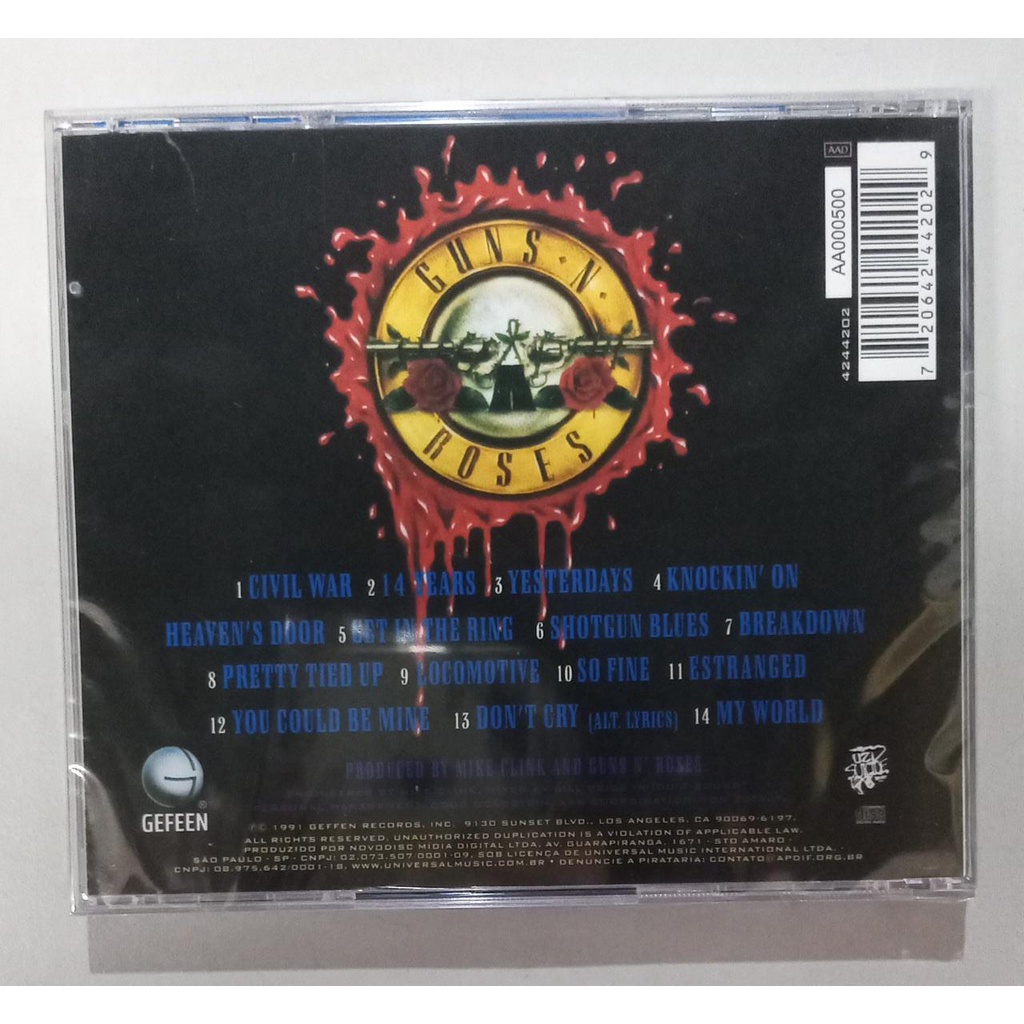 GUNS N'
ROSES
AAD
AA000500
7 20642 44202 9
4244202
1 CIVIL WAR 2 14 YEARS 3 YESTERDAYS 4 KNOCKIN' ON
HEAVEN'S DOOR 5 GET IN THE RING 6 SHOTGUN BLUES 7 BREAKDOWN
8 PRETTY TIED UP 9 LOCOMOTIVE 10 SO FINE 11 ESTRANGED
12 YOU COULD BE MINE 13 DON'T CRY (ALT. LYRICS) 14 MY WORLD
PRODUCED BY MIKE CLINK AND GUNS N' ROSES
GEFEEN
1991 GEFFEN RECORDS, INC. 9130 SUNSET BLVD., LOS ANGELES, CA 90069-6197.
ALL RIGHTS RESERVED. UNAUTHORIZED DUPLICATION IS A VIOLATION OF APPLICABLE LAW.
PRODUZIDO POR NOVODISC MIDIA DIGITAL LTDA, AV. GUARAPIRANGA, 1671 - STO AMARO
SÃO PAULO - SP - CNPJ: 02.073.507.0001-09, SOB LICENÇA DE UNIVERSAL MUSIC INTERNATIONAL LTDA. -
CNPJ: 08.975.642/0001-18. WWW.UNIVERSALMUSIC.COM.BR • DENUNCIE A PIRATARIA: CONTATO@APDIF.ORG.BR